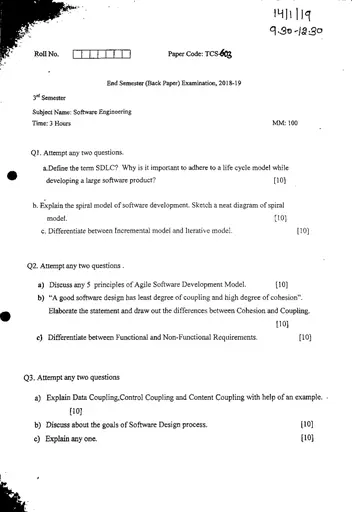 14/1/19
9.30-12.30
Roll No.
Paper Code: TCS-603
End Semester (Back Paper) Examination, 2018-19
3rd Semester
Subject Name: Software Engineering
Time: 3 Hours MM: 100
Q1. Attempt any two questions.
a.Define the term SDLC? Why is it important to adhere to a life cycle model while
developing a large software product? [10]
b. Explain the spiral model of software development. Sketch a neat diagram of spiral
model. [10]
c. Differentiate between Incremental model and Iterative model. [10]
Q2. Attempt any two questions .
a) Discuss any 5 principles of Agile Software Development Model. [10]
b) "A good software design has least degree of coupling and high degree of cohesion".
Elaborate the statement and draw out the differences between Cohesion and Coupling.
[10]
c) Differentiate between Functional and Non-Functional Requirements. [10]
Q3. Attempt any two questions
a) Explain Data Coupling,Control Coupling and Content Coupling with help of an example.
[10]
b) Discuss about the goals of Software Design process. [10]
c) Explain any one. [10]